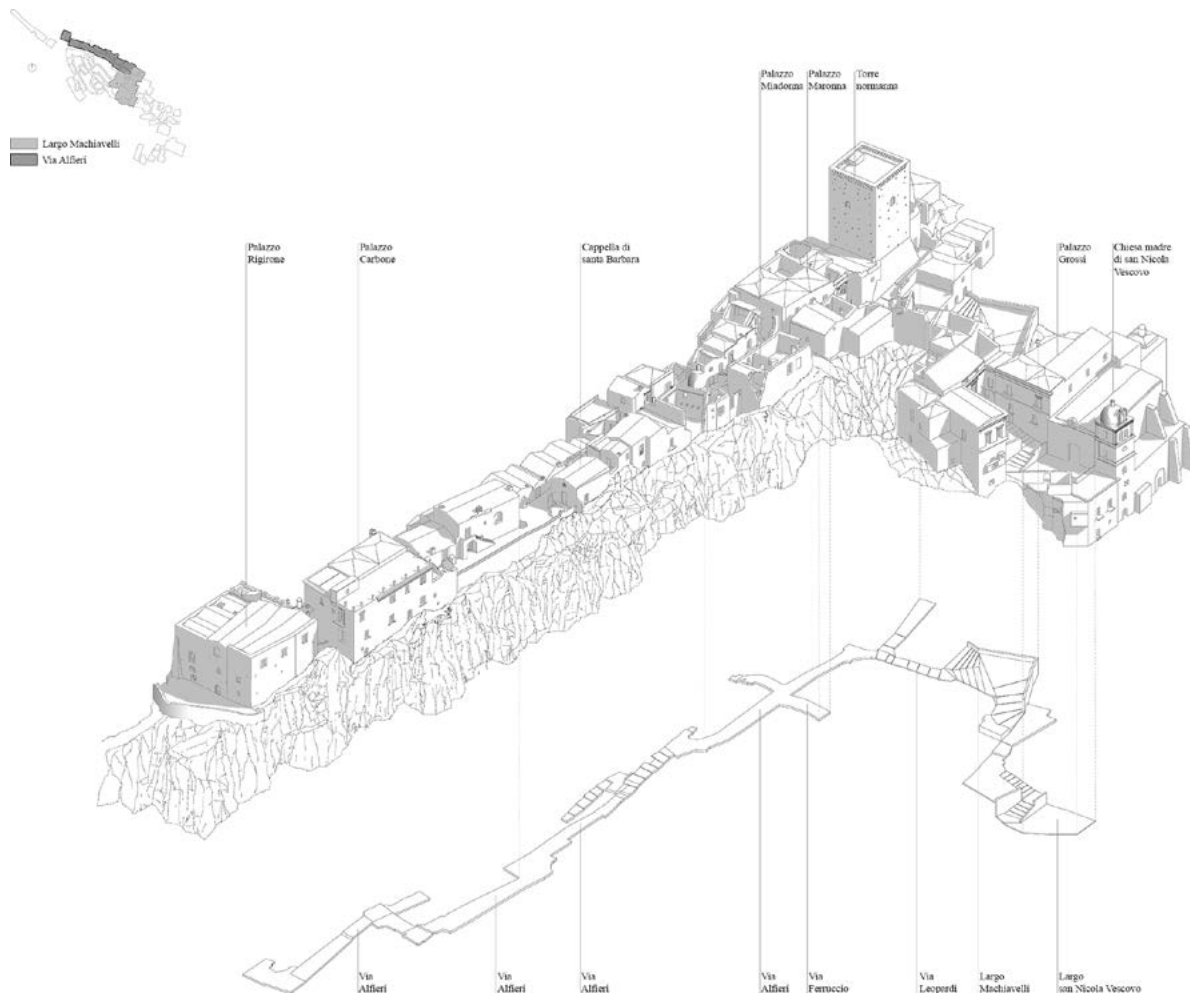 Largo Machiavelli
Via Alfieri
Palazzo
Miadonna
Palazzo
Maronna
Torre
normanna
Palazzo
Rigirone
Palazzo
Carbone
Cappella di
santa Barbara
Palazzo
Grossi
Chiesa madre
di san Nicola
Vescovo
Via
Alfieri
Via
Alfieri
Via
Alfieri
Via
Alfieri
Via
Ferruccio
Via
Leopardi
Largo
Machiavelli
Largo
san Nicola Vescovo